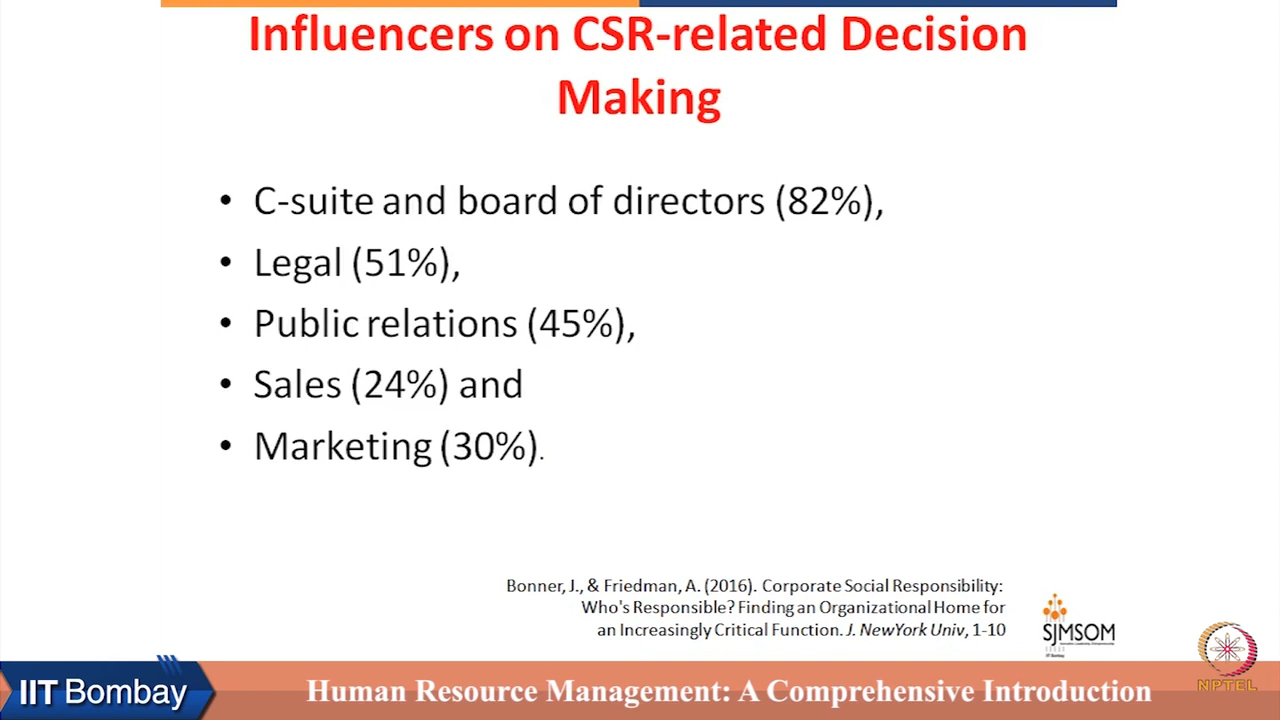 Influencers on CSR-related Decision
Making
• C-suite and board of directors (82%),
• Legal (51%),
• Public relations (45%),
• Sales (24%) and
• Marketing (30%).
Bonner, J., & Friedman, A. (2016). Corporate Social Responsibility:
Who's Responsible? Finding an Organizational Home for
an Increasingly Critical Function. J. NewYork Univ, 1-10
SJMSOM
NPTEL
IIT Bombay
Human Resource Management: A Comprehensive Introduction